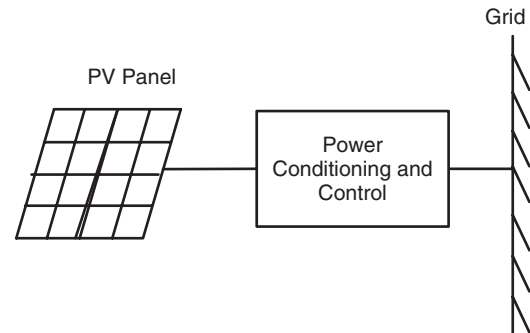 Grid
PV Panel
Power
Conditioning and
Control